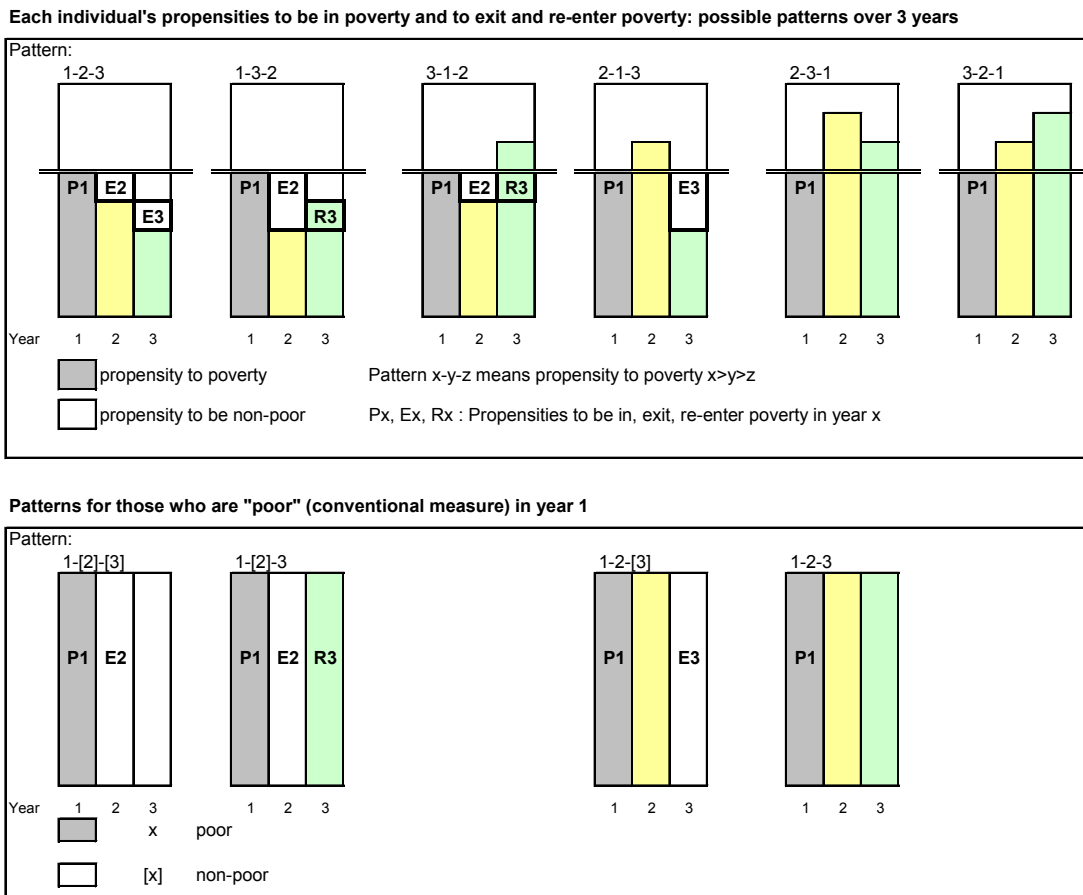 Each individual's propensities to be in poverty and to exit and re-enter poverty: possible patterns over 3 years
Pattern:
1-2-3 1-3-2 3-1-2 2-1-3 2-3-1 3-2-1
P1 E2 P1 E2 P1 E2 R3 P1 E3 P1 P1
E3 R3
Year 1 2 3 1 2 3 1 2 3 1 2 3 1 2 3 1 2 3
propensity to poverty Pattern x-y-z means propensity to poverty x>y>z
propensity to be non-poor Px, Ex, Rx : Propensities to be in, exit, re-enter poverty in year x
Patterns for those who are "poor" (conventional measure) in year 1
Pattern:
1-[2]-[3] 1-[2]-3 1-2-[3] 1-2-3
P1 E2 P1 E2 R3 P1 E3 P1
Year 1 2 3 1 2 3 1 2 3 1 2 3
x poor
[x] non-poor